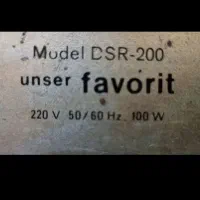 Model DSR-200
unser favorit
220 V 50/60 Hz 100 W